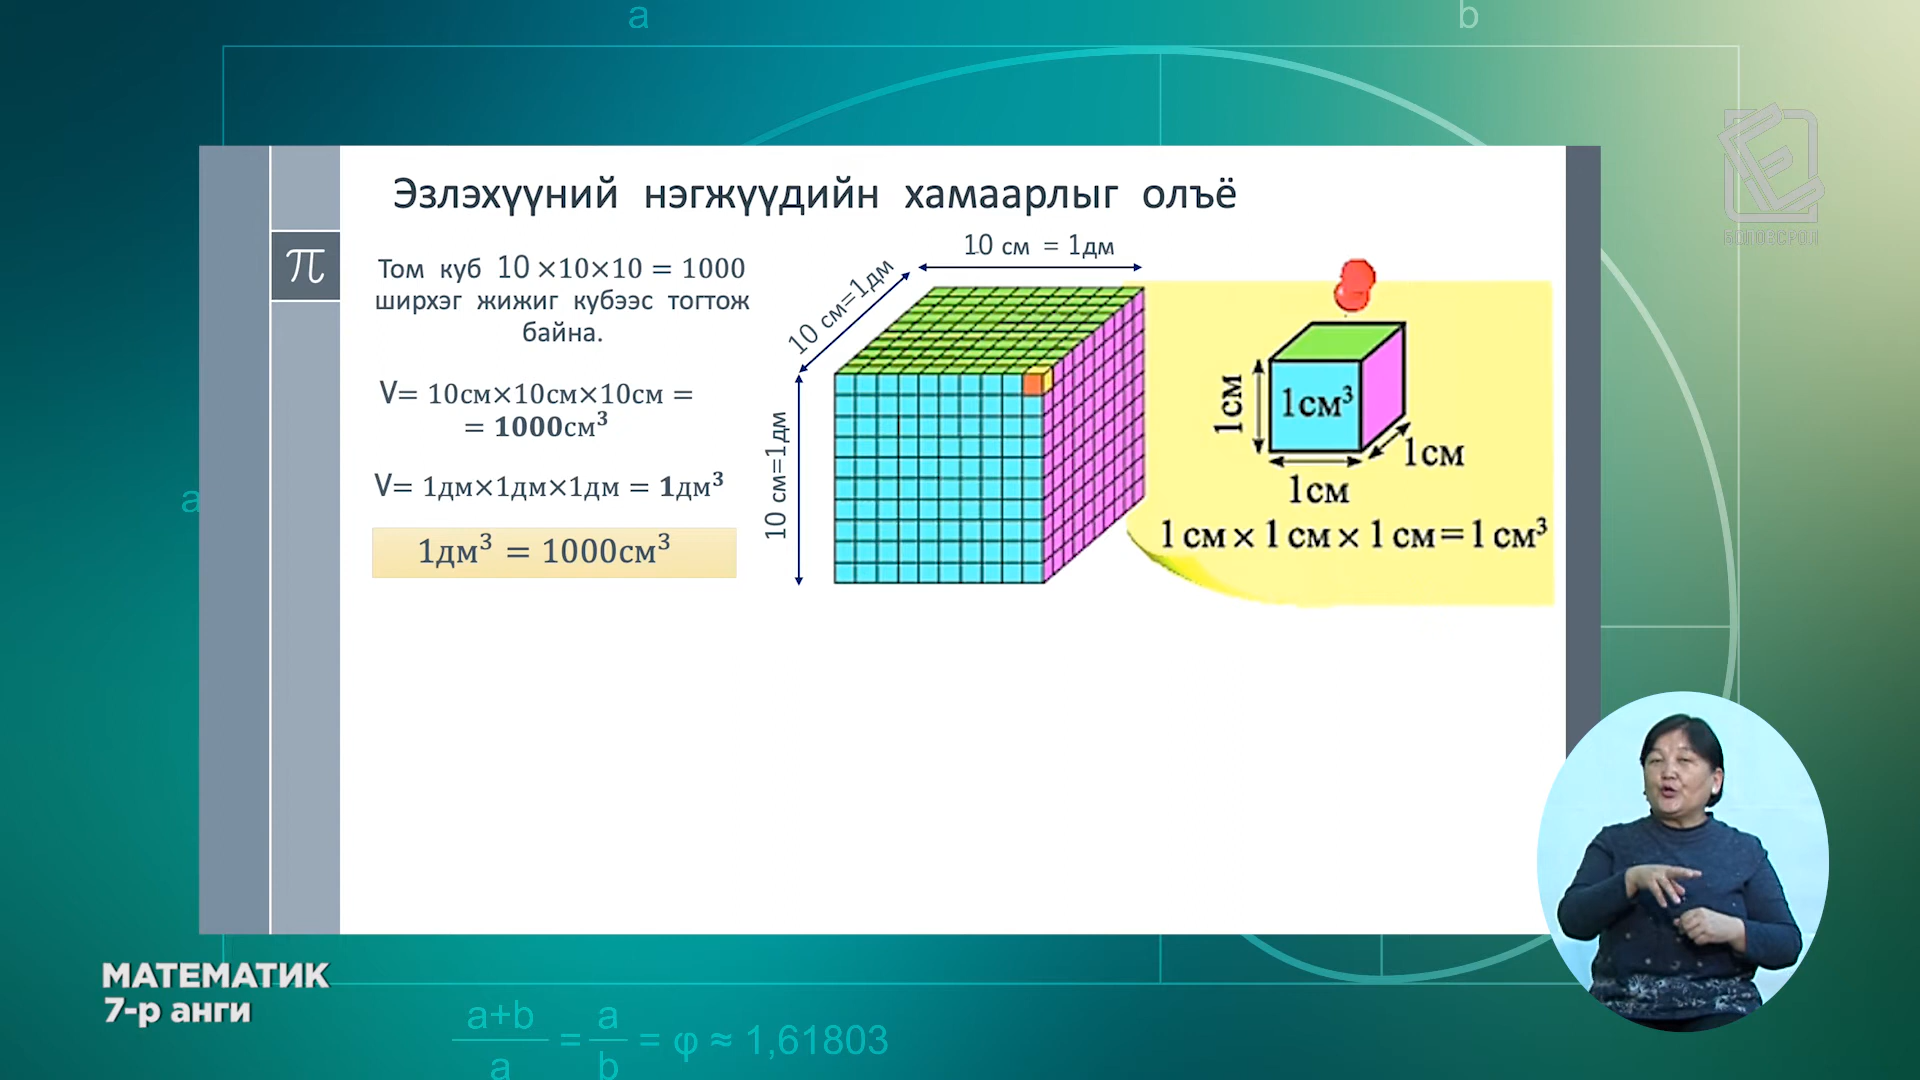 a
b
Эзлэхүүний нэгжүүдийн хамаарлыг олъё
π
Том куб 10 ×10×10 = 1000
ширхэг жижиг кубээс тогтож
байна.
V= 10см×10см×10см =
= 1000см³
V= 1дм×1дм×1дм = 1дм³
1дм³ = 1000см³
10 см = 1дм
10 см=1дм
10 см=1дм
1см
1см³
1см
1см
1 см × 1 см × 1 см = 1 см³
a
БОЛОВСРОЛ
МАТЕМАТИК
7-р анги
a+b/a = a/b = φ ≈ 1,61803